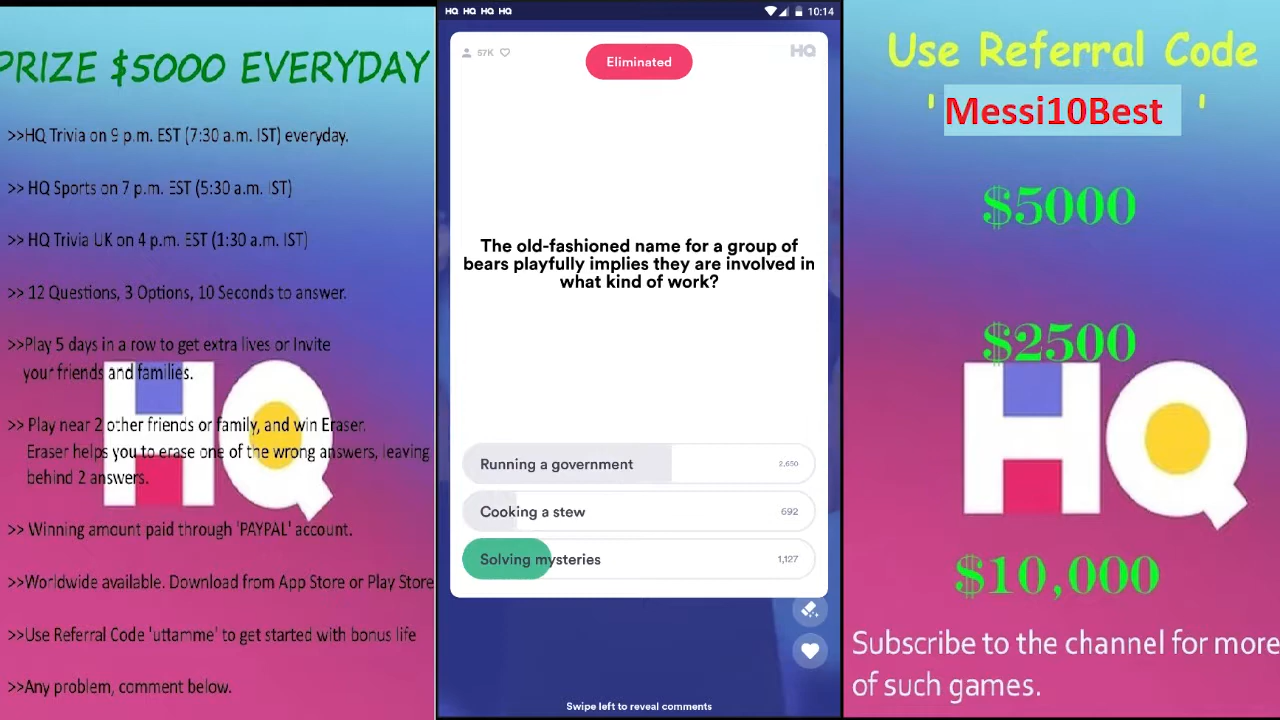 PRIZE $5000 EVERYDAY
>>HQ Trivia on 9 p.m. EST (7:30 a.m. IST) everyday.
>> HQ Sports on 7 p.m. EST (5:30 a.m. IST)
>> HQ Trivia UK on 4 p.m. EST (1:30 a.m. IST)
>> 12 Questions, 3 Options, 10 Seconds to answer.
>>Play 5 days in a row to get extra lives or Invite
your friends and families.
>> Play near 2 other friends or family, and win Eraser.
Eraser helps you to erase one of the wrong answers, leaving
behind 2 answers.
>> Winning amount paid through 'PAYPAL' account.
>>Worldwide available. Download from App Store or Play Store
>>Use Referral Code 'uttamme' to get started with bonus life
>>Any problem, comment below.
HQ
HQ HQ HQ HQ
10:14
57K
Eliminated
HQ
The old-fashioned name for a group of
bears playfully implies they are involved in
what kind of work?
Running a government 2,650
Cooking a stew 692
Solving mysteries 1,127
Swipe left to reveal comments
Use Referral Code
' Messi10Best '
$5000
$2500
HQ
$10,000
Subscribe to the channel for more
of such games.